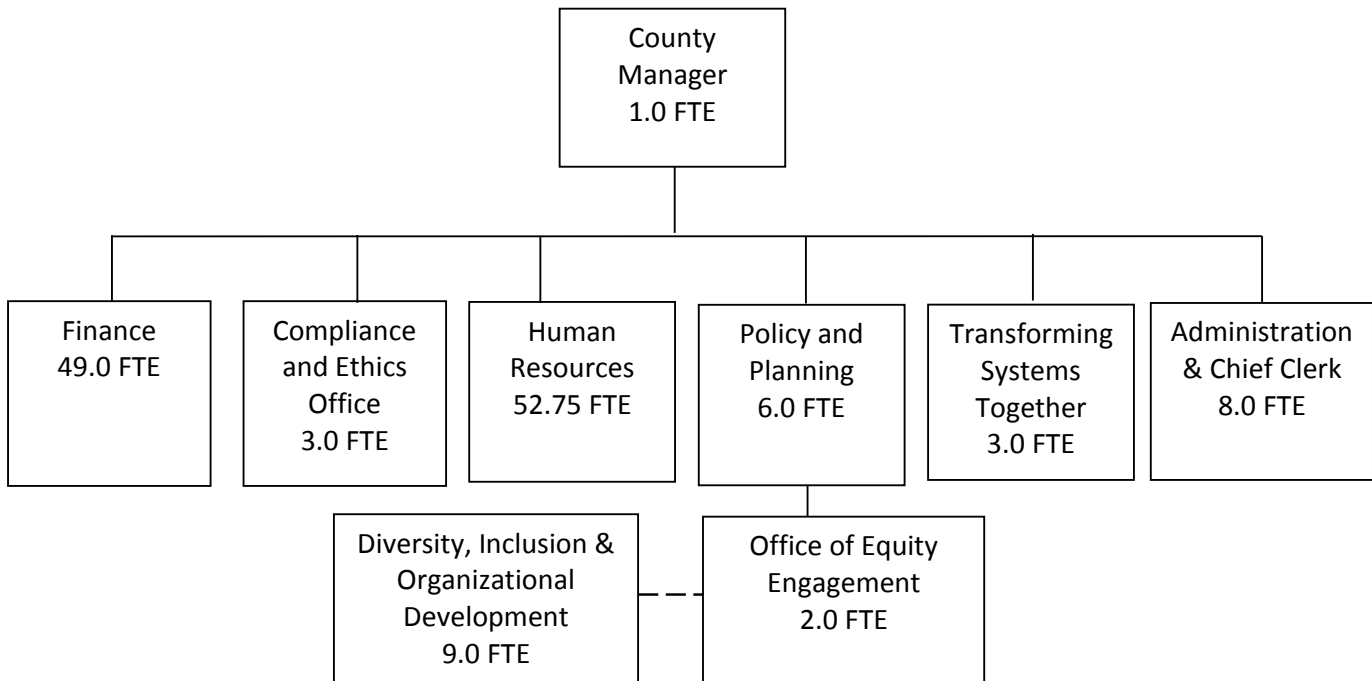 County
Manager
1.0 FTE
Finance
49.0 FTE
Compliance
and Ethics
Office
3.0 FTE
Human
Resources
52.75 FTE
Policy and
Planning
6.0 FTE
Transforming
Systems
Together
3.0 FTE
Administration
& Chief Clerk
8.0 FTE
Diversity, Inclusion &
Organizational
Development
9.0 FTE
Office of Equity
Engagement
2.0 FTE